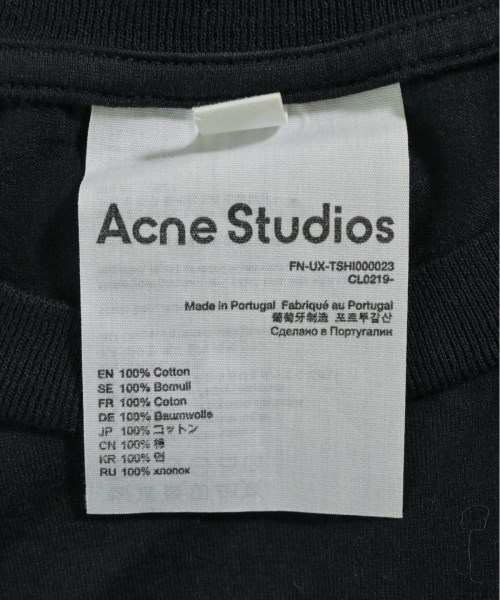 Acne Studios
FN-UX-TSHI000023
CL0219-
Made in Portugal Fabriqué au Portugal
葡萄牙制造 포르투갈산
Сделано в Португалии
EN 100% Cotton
SE 100% Bomull
FR 100% Coton
DE 100% Baumwolle
JP 100% コットン
CN 100% 棉
KR 100% 면
RU 100% хлопок